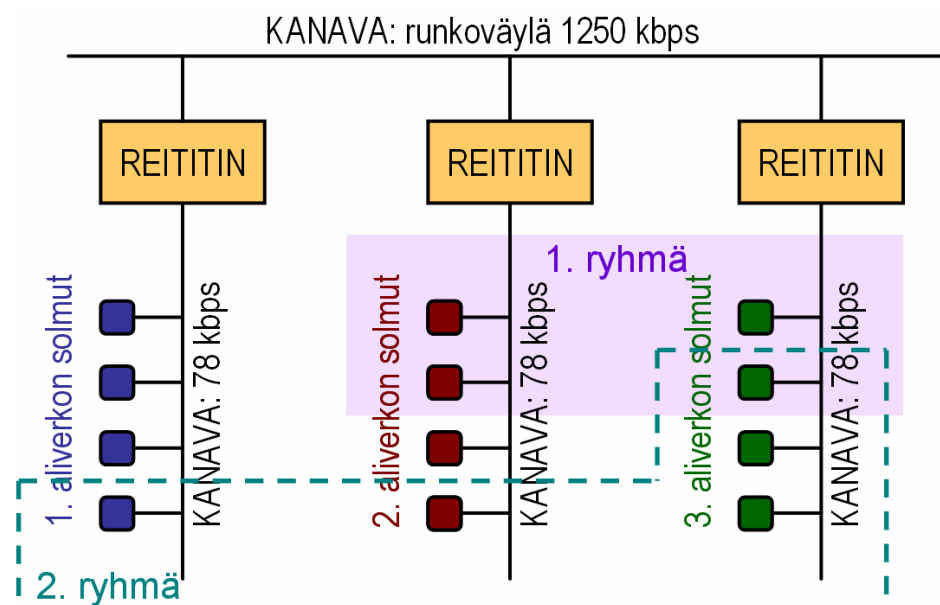 KANAVA: runkoväylä 1250 kbps
REITITIN
REITITIN
REITITIN
1. ryhmä
1. aliverkon solmut
KANAVA: 78 kbps
2. aliverkon solmut
KANAVA: 78 kbps
3. aliverkon solmut
KANAVA: 78 kbps
2. ryhmä